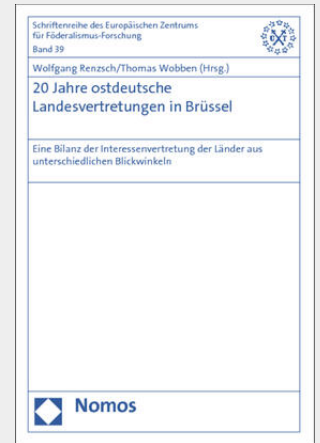 Schriftenreihe des Europäischen Zentrums
für Föderalismus-Forschung
Band 39
Wolfgang Renzsch/Thomas Wobben (Hrsg.)
20 Jahre ostdeutsche
Landesvertretungen in Brüssel
Eine Bilanz der Interessenvertretung der Länder aus
unterschiedlichen Blickwinkeln
Nomos